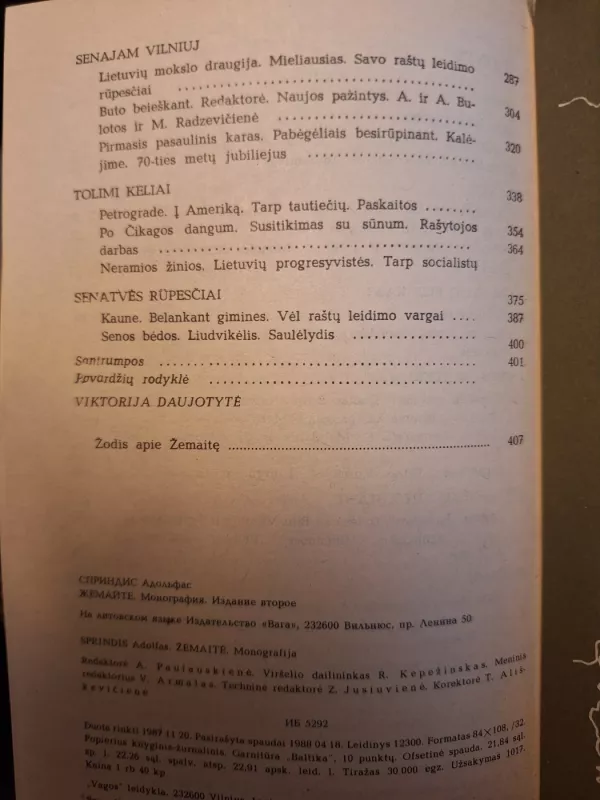 SENAJAM VILNIUJ
Lietuvių mokslo draugija. Mieliausias. Savo raštų leidimo
rūpesčiai .......... 287
Buto beieškant. Redaktorė. Naujos pažintys. A. ir A. Bu-
lotos ir M. Radzevičienė .......... 304
Pirmasis pasaulinis karas. Pabėgėliais besirūpinant. Kalė-
jime. 70-ties metų jubiliejus .......... 320
TOLIMI KELIAI
Petrograde. Į Ameriką. Tarp tautiečių. Paskaitos ........ 338
Po Čikagos dangum. Susitikimas su sūnum. Rašytojos 354
darbas .......... 364
Neramios žinios. Lietuvių progresyvistės. Tarp socialistų
SENATVĖS RŪPESČIAI 375
Kaune. Belankant gimines. Vėl raštų leidimo vargai .... 387
Senos bėdos. Liudvikėlis. Saulėlydis .......... 400
Santrumpos .......... 401
Pavardžių rodyklė ..........
VIKTORIJA DAUJOTYTĖ
Žodis apie Žemaitę .......... 407
СПРИНДИС Адольфас
ЖЕМАЙТЕ. Монография. Издание второе
На литовском языке Издательство «Вага», 232600 Вильнюс, пр. Ленина 50
SPRINDIS Adolfas. ŽEMAITĖ. Monografija
Redaktorė A. Paulauskienė. Viršelio dailininkas R. Kepežinskas. Meninis
redaktorius V. Armalas. Techninė redaktorė Z. Justuvienė. Korektorė T. Ališ-
kevičienė
ИБ 5292
Duota rinkti 1987 11 20. Pasirašyta spaudai 1988 04 18. Leidinys 12300. Formatas 84×108,/32.
Popierius knyginis-žurnalinis. Garnitūra „Baltika", 10 punktų. Ofsetinė spauda. 21,84 sąl.
sp. l. 22,26 sąl. spalv. atsp. 22,91 apsk. leid. l. Tiražas 30 000 egz. Užsakymas 1017.
Kaina 1 rb 40 kp
„Vagos" leidykla, 232600 Vilnius